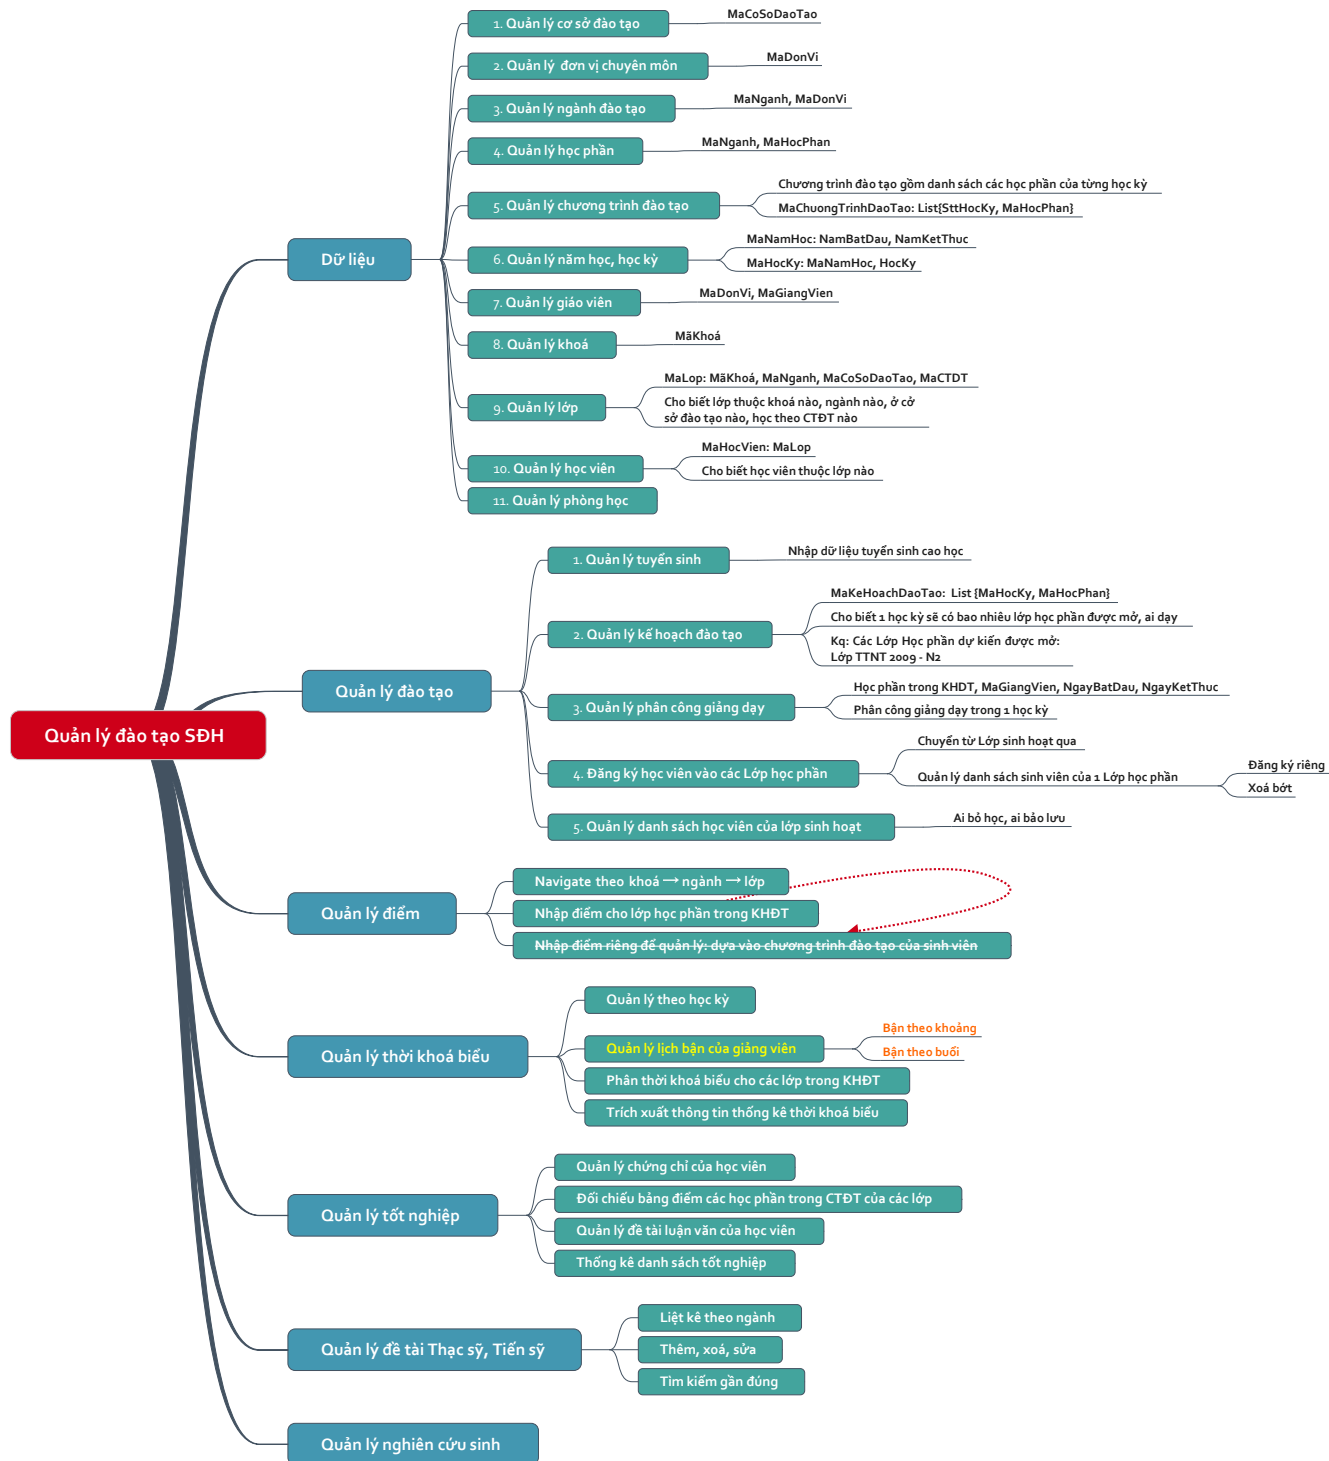 Quản lý đào tạo SĐH
Dữ liệu
1. Quản lý cơ sở đào tạo
MaCoSoDaoTao
2. Quản lý  đơn vị chuyên môn
MaDonVi
3. Quản lý ngành đào tạo
MaNganh, MaDonVi
4. Quản lý học phần
MaNganh, MaHocPhan
5. Quản lý chương trình đào tạo
Chương trình đào tạo gồm danh sách các học phần của từng học kỳ
MaChuongTrinhDaoTao: List{SttHocKy, MaHocPhan}
6. Quản lý năm học, học kỳ
MaNamHoc: NamBatDau, NamKetThuc
MaHocKy: MaNamHoc, HocKy
7. Quản lý giáo viên
MaDonVi, MaGiangVien
8. Quản lý khoá
MãKhoá
9. Quản lý lớp
MaLop: MãKhoá, MaNganh, MaCoSoDaoTao, MaCTDT
Cho biết lớp thuộc khoá nào, ngành nào, ở cở
sở đào tạo nào, học theo CTĐT nào
10. Quản lý học viên
MaHocVien: MaLop
Cho biết học viên thuộc lớp nào
11. Quản lý phòng học
Quản lý đào tạo
1. Quản lý tuyển sinh
Nhập dữ liệu tuyển sinh cao học
2. Quản lý kế hoạch đào tạo
MaKeHoachDaoTao:  List {MaHocKy, MaHocPhan}
Cho biết 1 học kỳ sẽ có bao nhiêu lớp học phần được mở, ai dạy
Kq: Các Lớp Học phần dự kiến được mở:
Lớp TTNT 2009 - N2
3. Quản lý phân công giảng dạy
Học phần trong KHDT, MaGiangVien, NgayBatDau, NgayKetThuc
Phân công giảng dạy trong 1 học kỳ
4. Đăng ký học viên vào các Lớp học phần
Chuyển từ Lớp sinh hoạt qua
Quản lý danh sách sinh viên của 1 Lớp học phần
Đăng ký riêng
Xoá bớt
5. Quản lý danh sách học viên của lớp sinh hoạt
Ai bỏ học, ai bảo lưu
Quản lý điểm
Navigate theo khoá → ngành → lớp
Nhập điểm cho lớp học phần trong KHĐT
Nhập điểm riêng để quản lý: dựa vào chương trình đào tạo của sinh viên
Quản lý thời khoá biểu
Quản lý theo học kỳ
Quản lý lịch bận của giảng viên
Bận theo khoảng
Bận theo buổi
Phân thời khoá biểu cho các lớp trong KHĐT
Trích xuất thông tin thống kê thời khoá biểu
Quản lý tốt nghiệp
Quản lý chứng chỉ của học viên
Đối chiếu bảng điểm các học phần trong CTĐT của các lớp
Quản lý đề tài luận văn của học viên
Thống kê danh sách tốt nghiệp
Quản lý đề tài Thạc sỹ, Tiến sỹ
Liệt kê theo ngành
Thêm, xoá, sửa
Tìm kiếm gần đúng
Quản lý nghiên cứu sinh